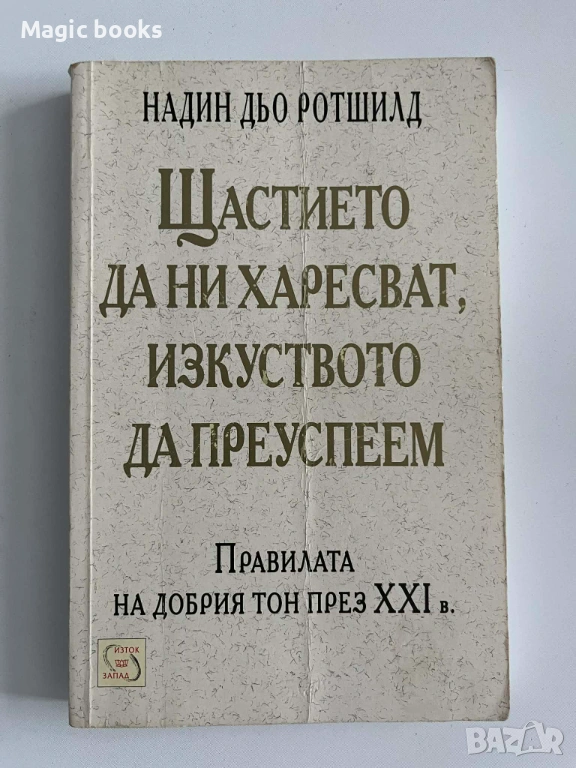 Magic books
НАДИН ДЬО РОТШИЛД
ЩАСТИЕТО
ДА НИ ХАРЕСВАТ,
ИЗКУСТВОТО
ДА ПРЕУСПЕЕМ
ПРАВИЛАТА
НА ДОБРИЯ ТОН ПРЕЗ XXI в.
ИЗТОК
ЗАПАД
BAZAR